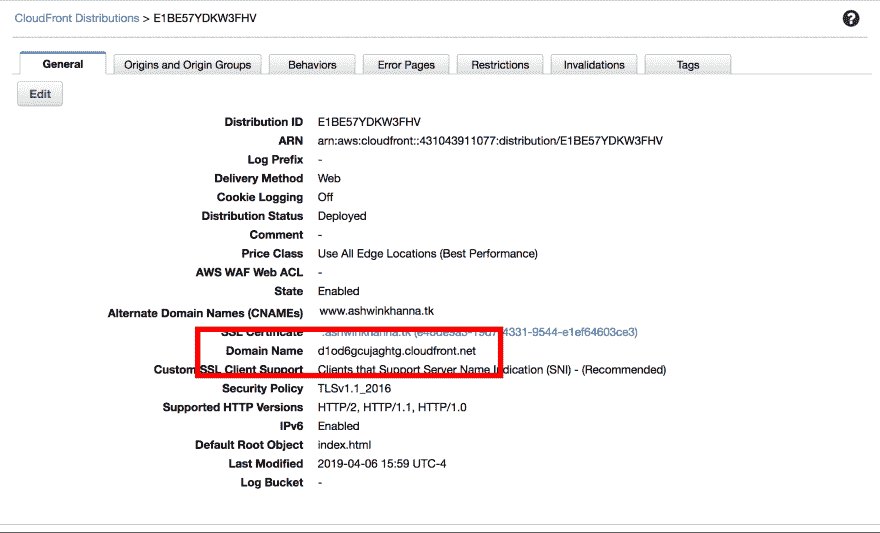 CloudFront Distributions > E1BE57YDKW3FHV
?
General Origins and Origin Groups Behaviors Error Pages Restrictions Invalidations Tags
Edit
Distribution ID E1BE57YDKW3FHV
ARN arn:aws:cloudfront::431043911077:distribution/E1BE57YDKW3FHV
Log Prefix -
Delivery Method Web
Cookie Logging Off
Distribution Status Deployed
Comment -
Price Class Use All Edge Locations (Best Performance)
AWS WAF Web ACL -
State Enabled
Alternate Domain Names (CNAMEs) www.ashwinkhanna.tk
SSL Certificate .ashwinkhanna.tk
Domain Name d1od6gcujaghtg.cloudfront.net
Custom SSL Client Support Clients that Support Server Name Indication (SNI) - (Recommended)
Security Policy TLSv1.1_2016
Supported HTTP Versions HTTP/2, HTTP/1.1, HTTP/1.0
IPv6 Enabled
Default Root Object index.html
Last Modified 2019-04-06 15:59 UTC-4
Log Bucket -